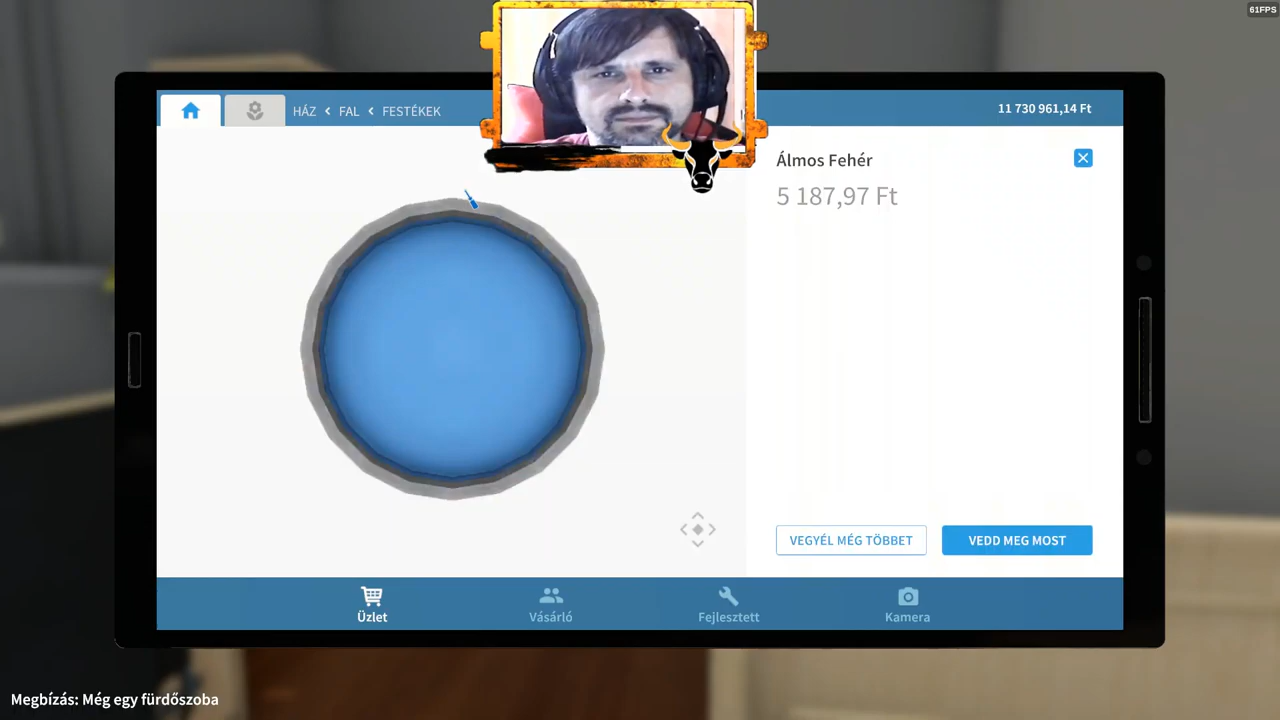 61FPS
HÁZ < FAL < FESTÉKEK
11 730 961,14 Ft
Álmos Fehér
5 187,97 Ft
VEGYÉL MÉG TÖBBET
VEDD MEG MOST
Üzlet
Vásárló
Fejlesztett
Kamera
Megbízás: Még egy fürdőszoba